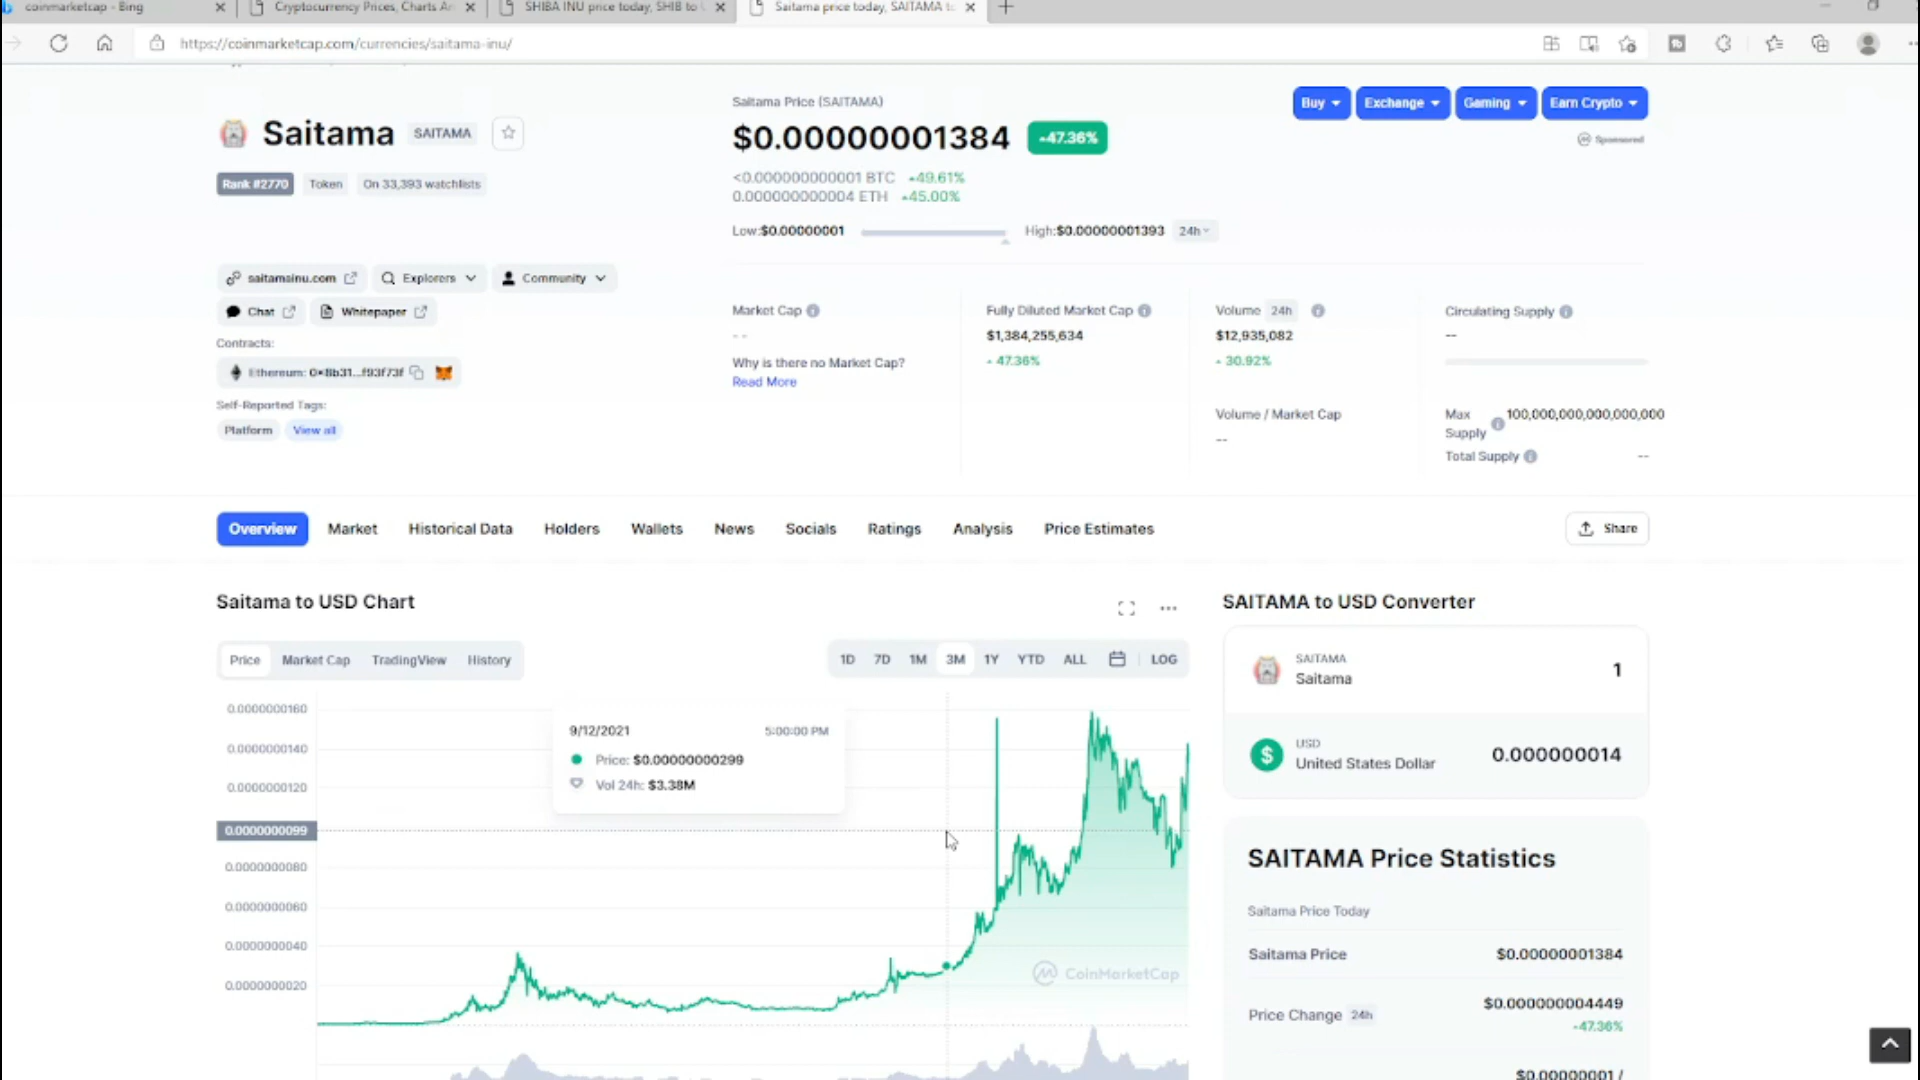 coinmarketcap - Bing
Cryptocurrency Prices, Charts An
SHIBA INU price today, SHIB to
Saitama price today, SAITAMA to
https://coinmarketcap.com/currencies/saitama-inu/
Saitama
SAITAMA
Rank #2770
Token
On 33,393 watchlists
saitamainu.com
Explorers
Community
Chat
Whitepaper
Contracts:
Ethereum: 0x8b31...f93f73f
Self-Reported Tags:
Platform
View all
Saitama Price (SAITAMA)
$0.00000001384
47.36%
<0.000000000001 BTC
49.61%
0.000000000004 ETH
45.00%
Low:$0.00000001
High:$0.00000001393
24h
Buy
Exchange
Gaming
Earn Crypto
Sponsored
Market Cap
- -
Why is there no Market Cap?
Read More
Fully Diluted Market Cap
$1,384,255,634
47.36%
Volume 24h
$12,935,082
30.92%
Volume / Market Cap
--
Circulating Supply
--
Max
Supply
100,000,000,000,000,000
Total Supply
--
Overview
Market
Historical Data
Holders
Wallets
News
Socials
Ratings
Analysis
Price Estimates
Share
Saitama to USD Chart
Price
Market Cap
TradingView
History
1D
7D
1M
3M
1Y
YTD
ALL
LOG
0.0000000160
0.0000000140
0.0000000120
0.0000000099
0.0000000080
0.0000000060
0.0000000040
0.0000000020
9/12/2021
5:00:00 PM
Price: $0.00000000299
Vol 24h: $3.38M
CoinMarketCap
SAITAMA to USD Converter
SAITAMA
Saitama
1
USD
United States Dollar
0.000000014
SAITAMA Price Statistics
Saitama Price Today
Saitama Price
$0.00000001384
Price Change 24h
$0.000000004449
47.36%
$0.00000001 /